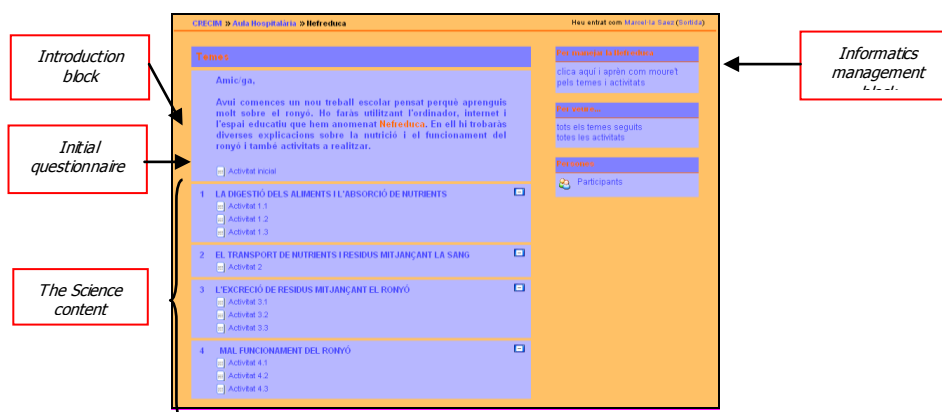 CRECIM » Aula Hospitalària » Nefreduca
Heu entrat com Marcel·la Saez (Sortida)
Introduction
block
Initial
questionnaire
The Science
content
Informatics
management
block
Temes
Amic/ga,
Avui comences un nou treball escolar pensat perquè aprenguis
molt sobre el ronyó. Ho faràs utilitzant l'ordinador, internet i
l'espai educatiu que hem anomenat Nefreduca. En ell hi trobaràs
diverses explicacions sobre la nutrició i el funcionament del
ronyó i també activitats a realitzar.
Activitat inicial
1 LA DIGESTIÓ DELS ALIMENTS I L'ABSORCIÓ DE NUTRIENTS
Activitat 1.1
Activitat 1.2
Activitat 1.3
2 EL TRANSPORT DE NUTRIENTS I RESIDUS MITJANÇANT LA SANG
Activitat 2
3 L'EXCRECIÓ DE RESIDUS MITJANÇANT EL RONYÓ
Activitat 3.1
Activitat 3.2
Activitat 3.3
4 MAL FUNCIONAMENT DEL RONYÓ
Activitat 4.1
Activitat 4.2
Activitat 4.3
clica aquí i aprèn com moure't
pels temes i activitats
tots els temes seguits
totes les activitats
Participants